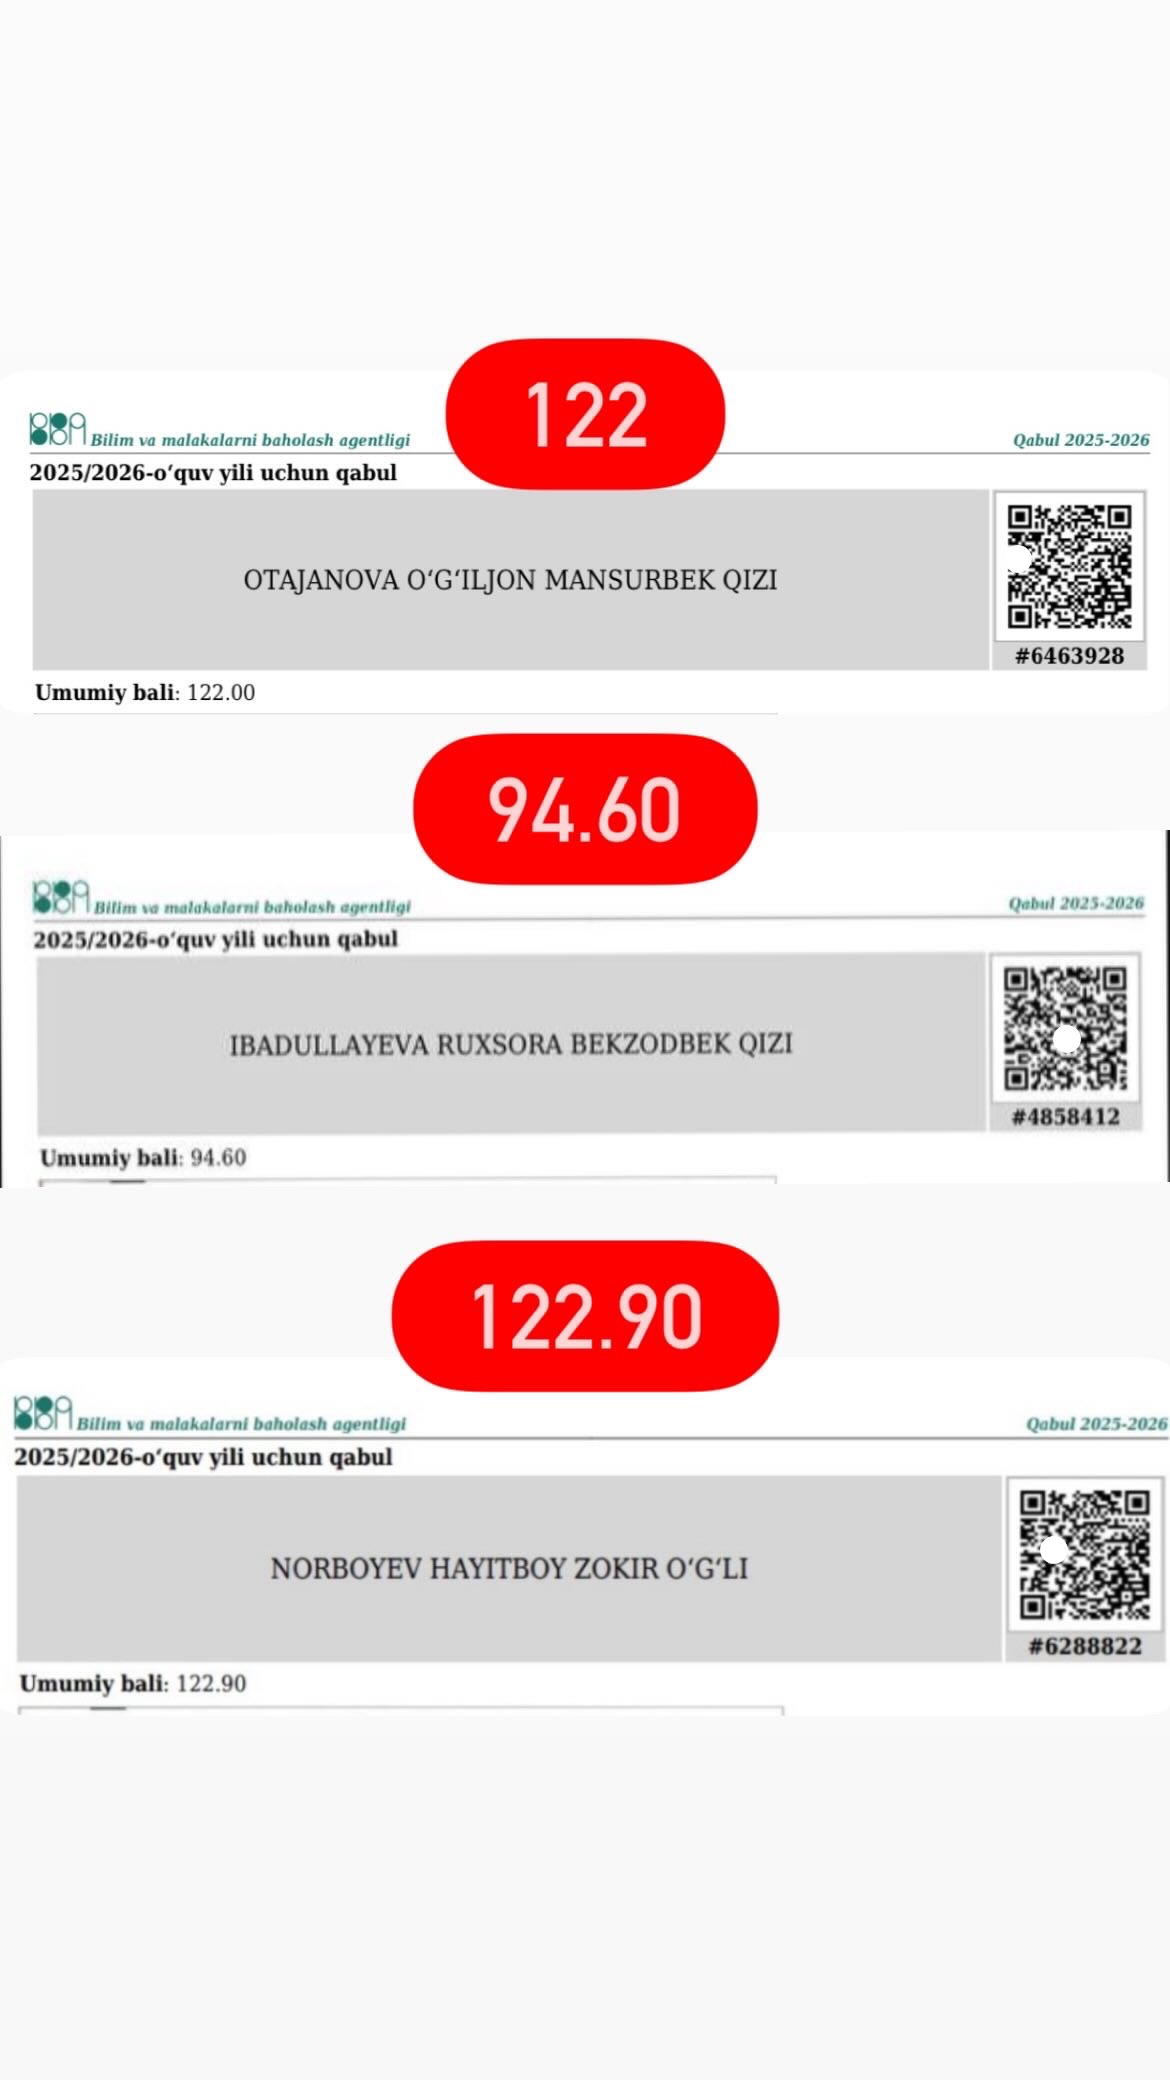 122
BBA Bilim va malakalarni baholash agentligi Qabul 2025-2026
2025/2026-o‘quv yili uchun qabul
OTAJANOVA O‘G‘ILJON MANSURBEK QIZI
#6463928
Umumiy bali: 122.00
94.60
BBA Bilim va malakalarni baholash agentligi Qabul 2025-2026
2025/2026-o‘quv yili uchun qabul
IBADULLAYEVA RUXSORA BEKZODBEK QIZI
#4858412
Umumiy bali: 94.60
122.90
BBA Bilim va malakalarni baholash agentligi Qabul 2025-2026
2025/2026-o‘quv yili uchun qabul
NORBOYEV HAYITBOY ZOKIR O‘G‘LI
#6288822
Umumiy bali: 122.90